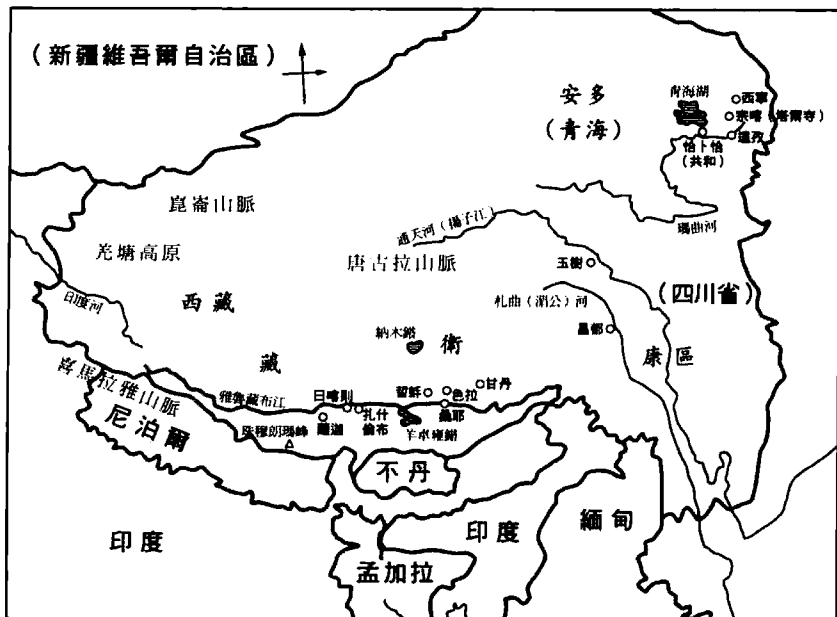 (新疆維吾爾自治區)
安多
(青海)
青海湖
西寧
宗喀(塔爾寺)
溫孜
恰卜恰
(共和)
崑崙山脈
羌塘高原
通天河(揚子江)
瑪曲河
唐古拉山脈
玉樹
札曲(湄公)河
(四川省)
西藏
印度河
納木錯
昌都
藏
衛
康區
喜馬拉雅山脈
雅魯藏布江
日喀則
哲蚌
色拉
甘丹
薩迦
扎什
倫布
桑耶
羊卓雍錯
珠穆朗瑪峰
尼泊爾
不丹
印度
印度
緬甸
孟加拉